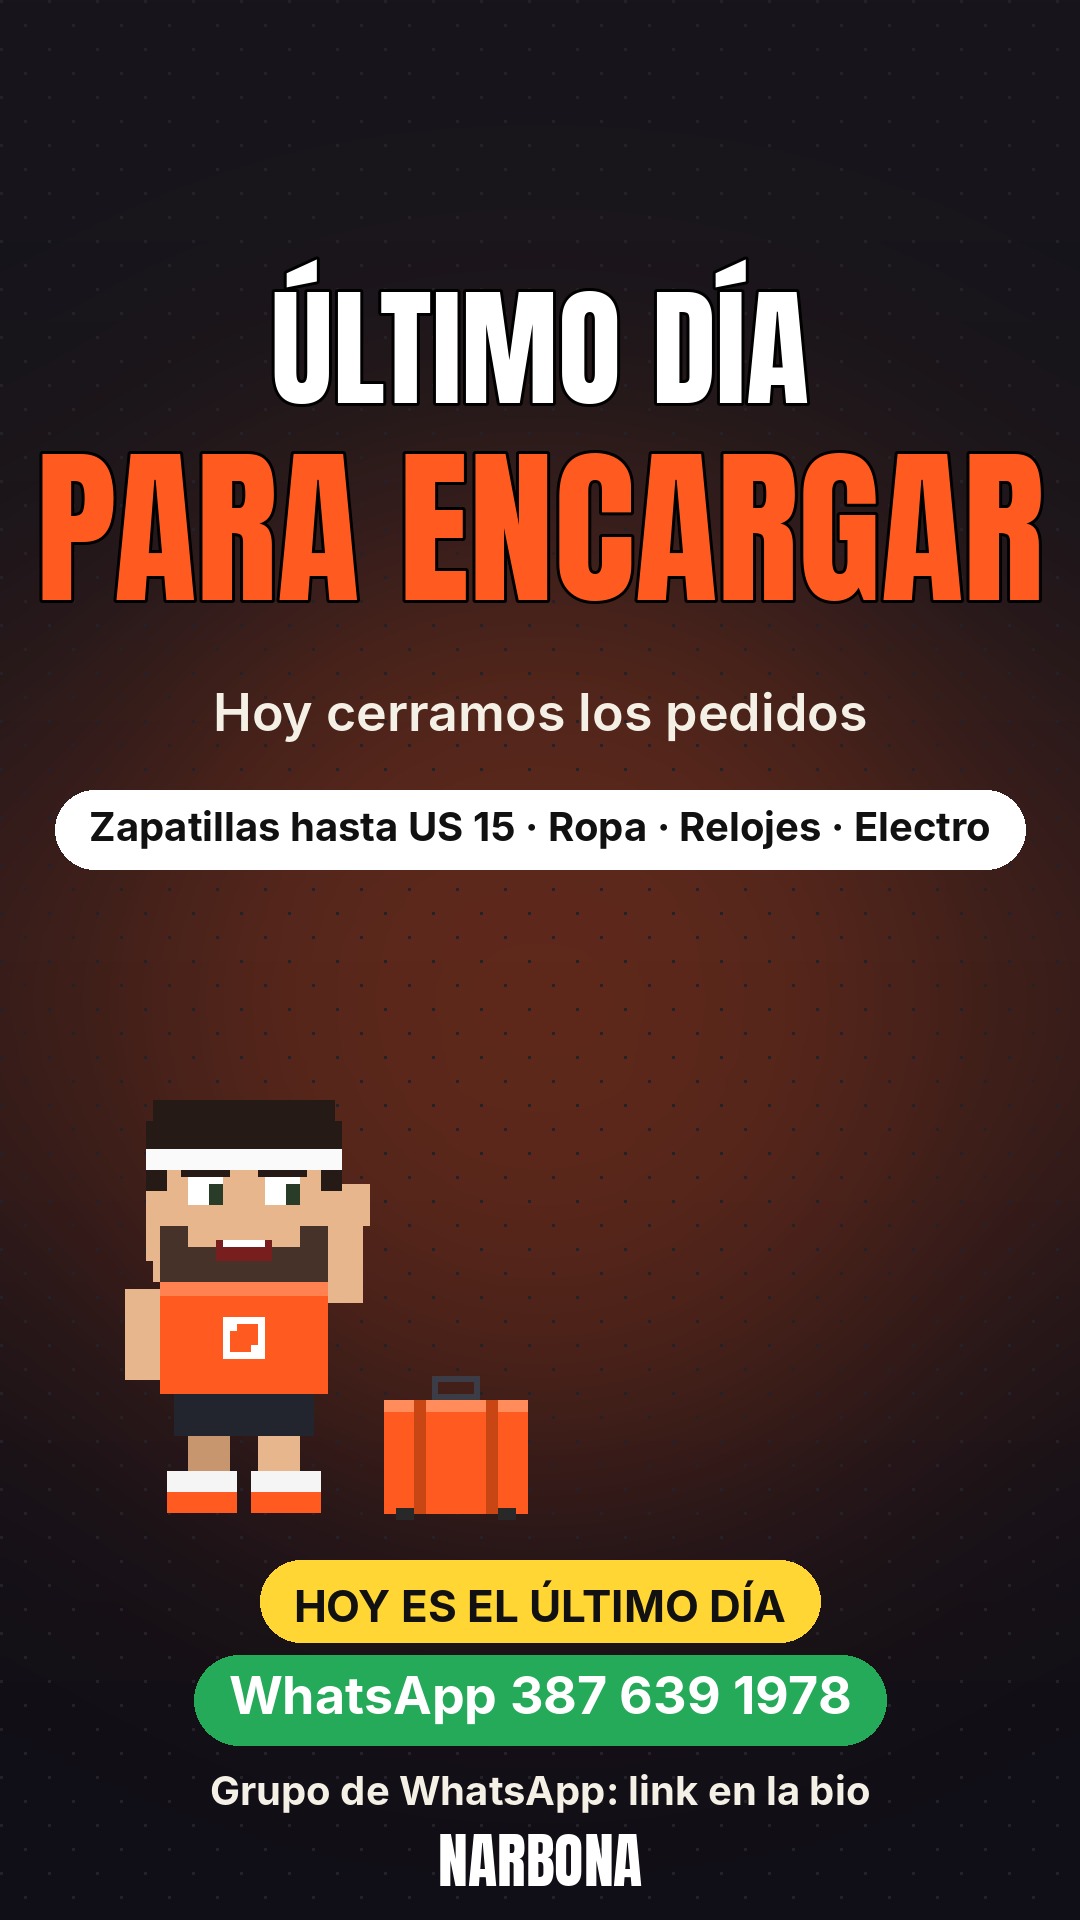 ÚLTIMO DÍA
PARA ENCARGAR
Hoy cerramos los pedidos
Zapatillas hasta US 15 · Ropa · Relojes · Electro
HOY ES EL ÚLTIMO DÍA
WhatsApp 387 639 1978
Grupo de WhatsApp: link en la bio
NARBONA